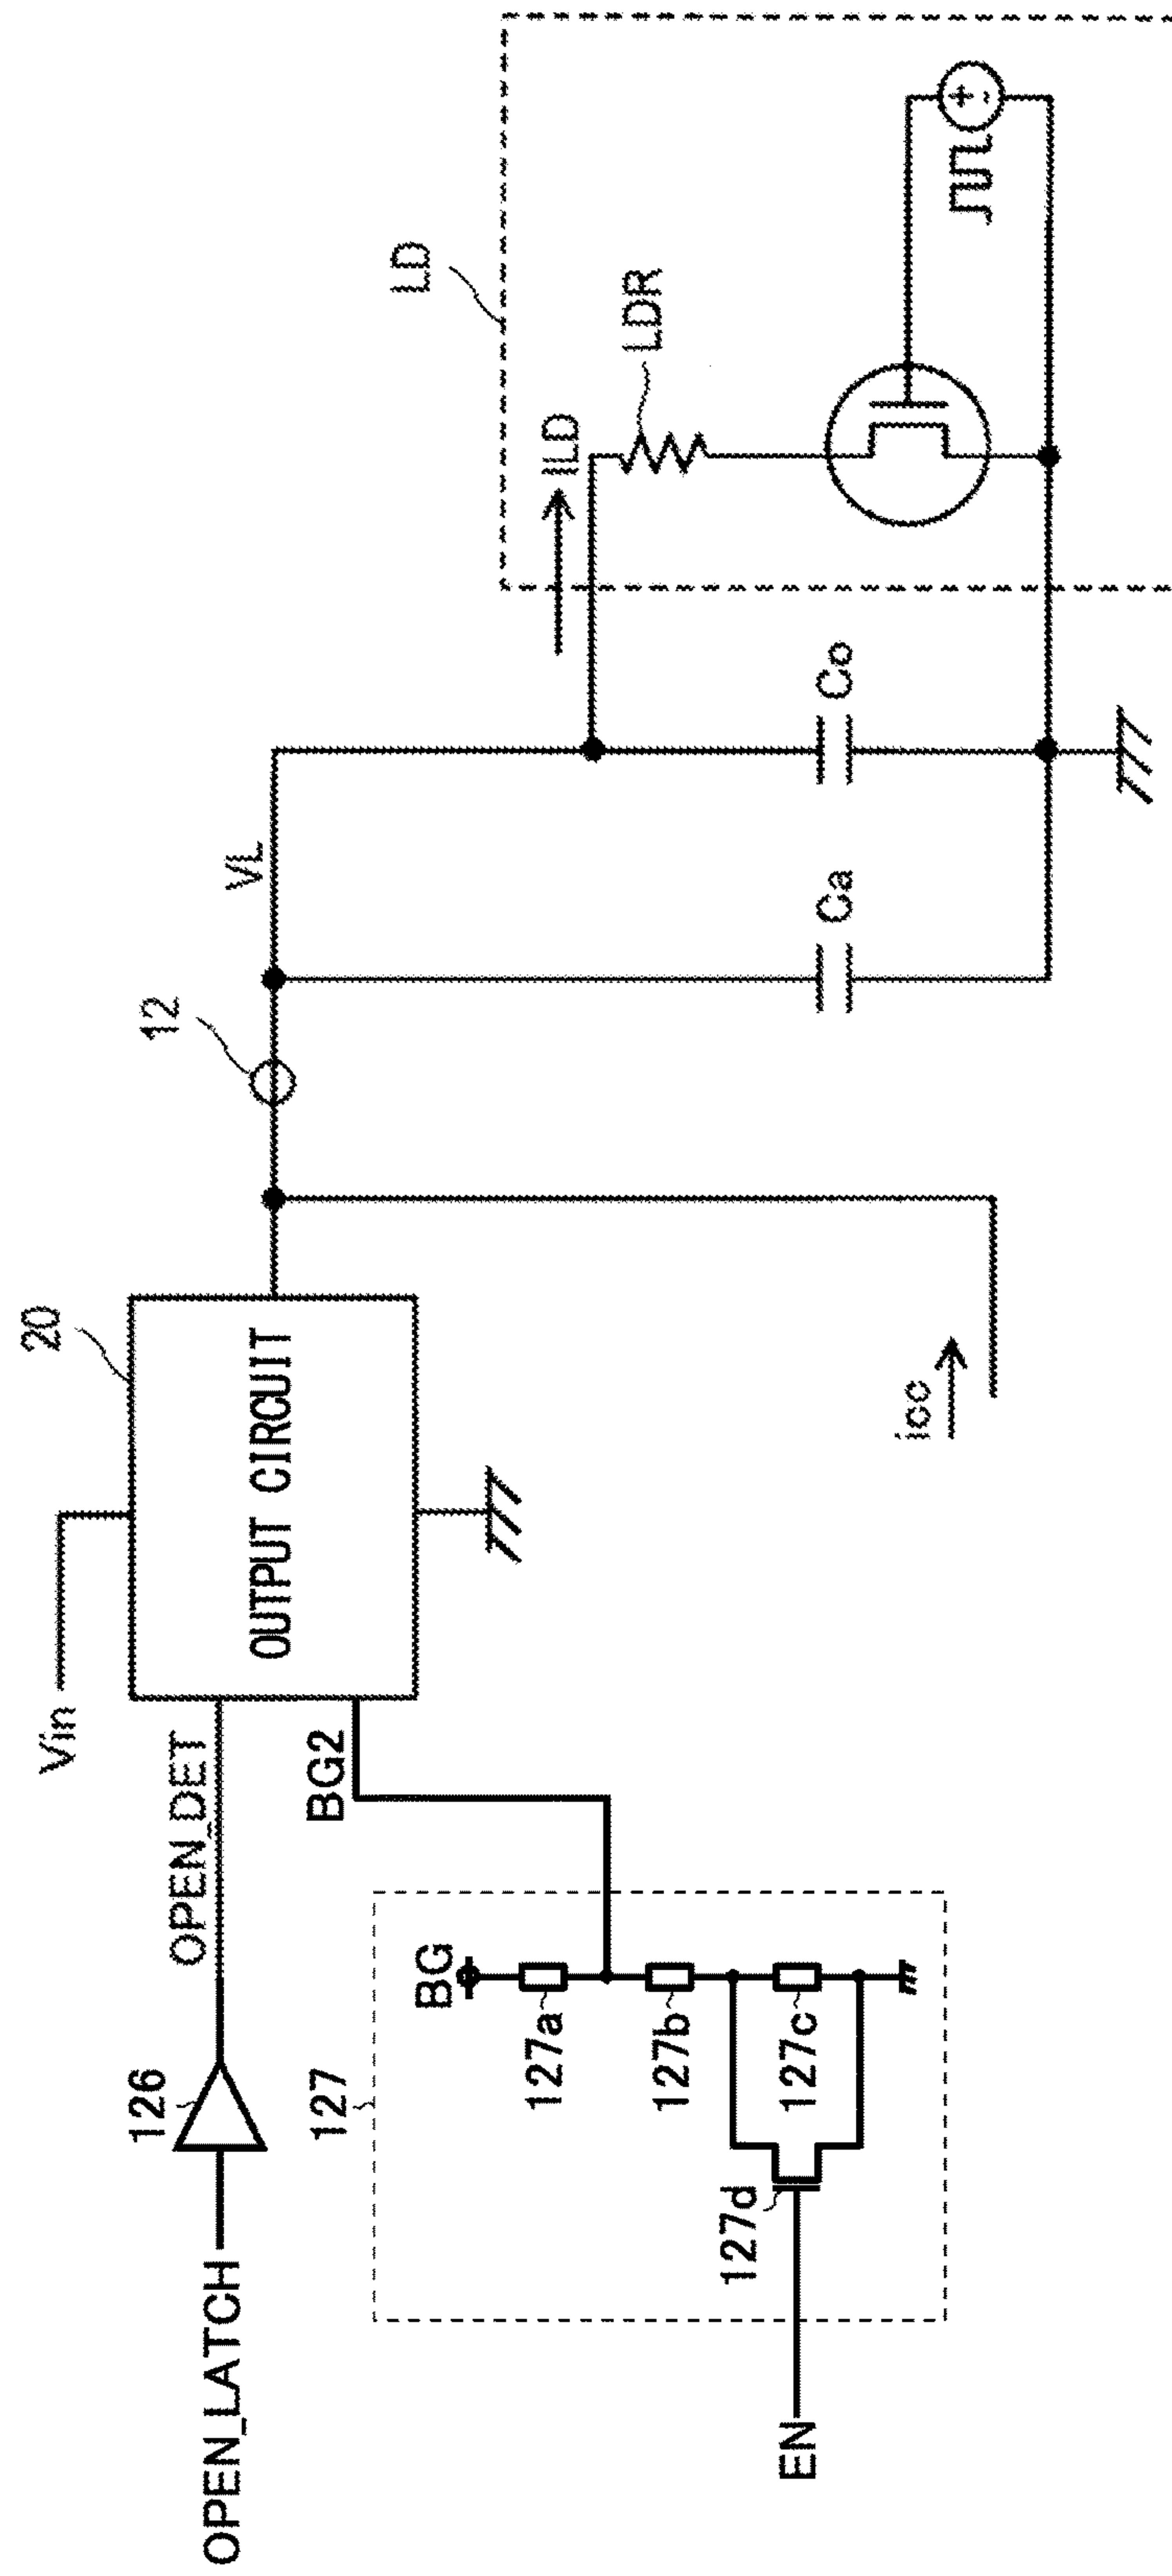 OPEN_LATCH
126
OPEN_DET
Vin
20
OUTPUT CIRCUIT
BG2
127
BG
127a
127b
127c
127d
EN
icc
12
VL
Ca
Co
ILD
LD
LDR
+
-